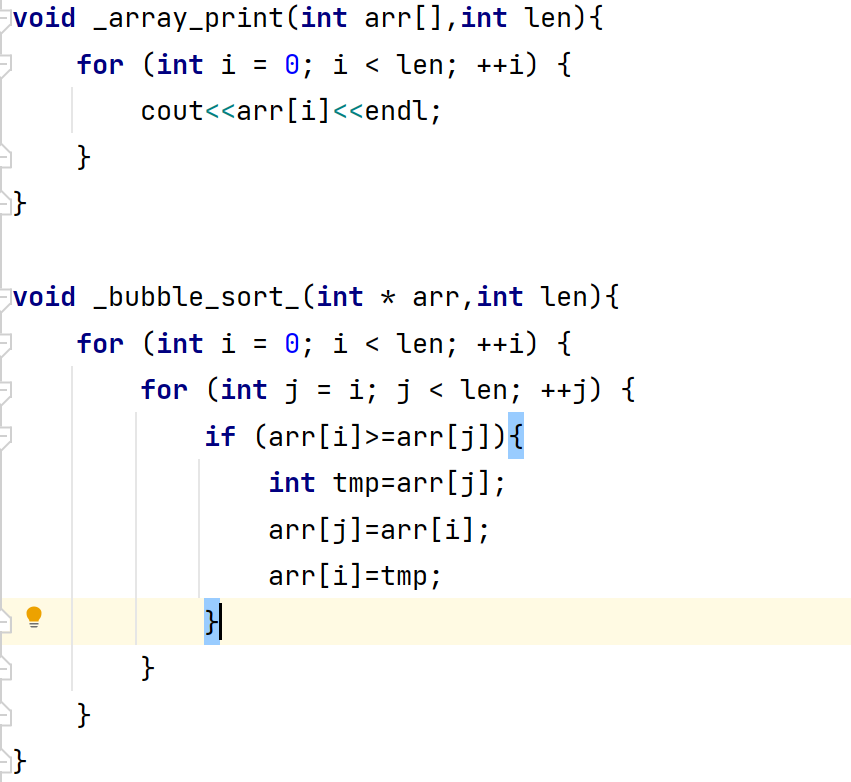 void _array_print(int arr[],int len){
    for (int i = 0; i < len; ++i) {
        cout<<arr[i]<<endl;
    }
}
void _bubble_sort_(int * arr,int len){
    for (int i = 0; i < len; ++i) {
        for (int j = i; j < len; ++j) {
            if (arr[i]>=arr[j]){
                int tmp=arr[j];
                arr[j]=arr[i];
                arr[i]=tmp;
            }
        }
    }
}